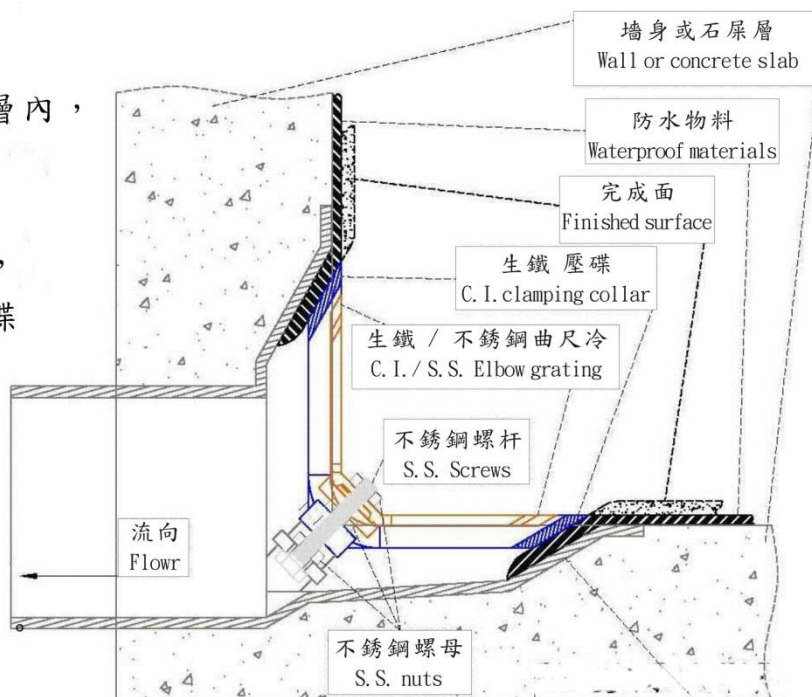 層內，
，
碟
墻身或石屎層
Wall or concrete slab
防水物料
Waterproof materials
完成面
Finished surface
生鐵 壓碟
C.I. clamping collar
生鐵 / 不銹鋼曲尺冷
C.I./ S.S. Elbow grating
不銹鋼螺杆
S.S. Screws
流向
Flowr
不銹鋼螺母
S.S. nuts